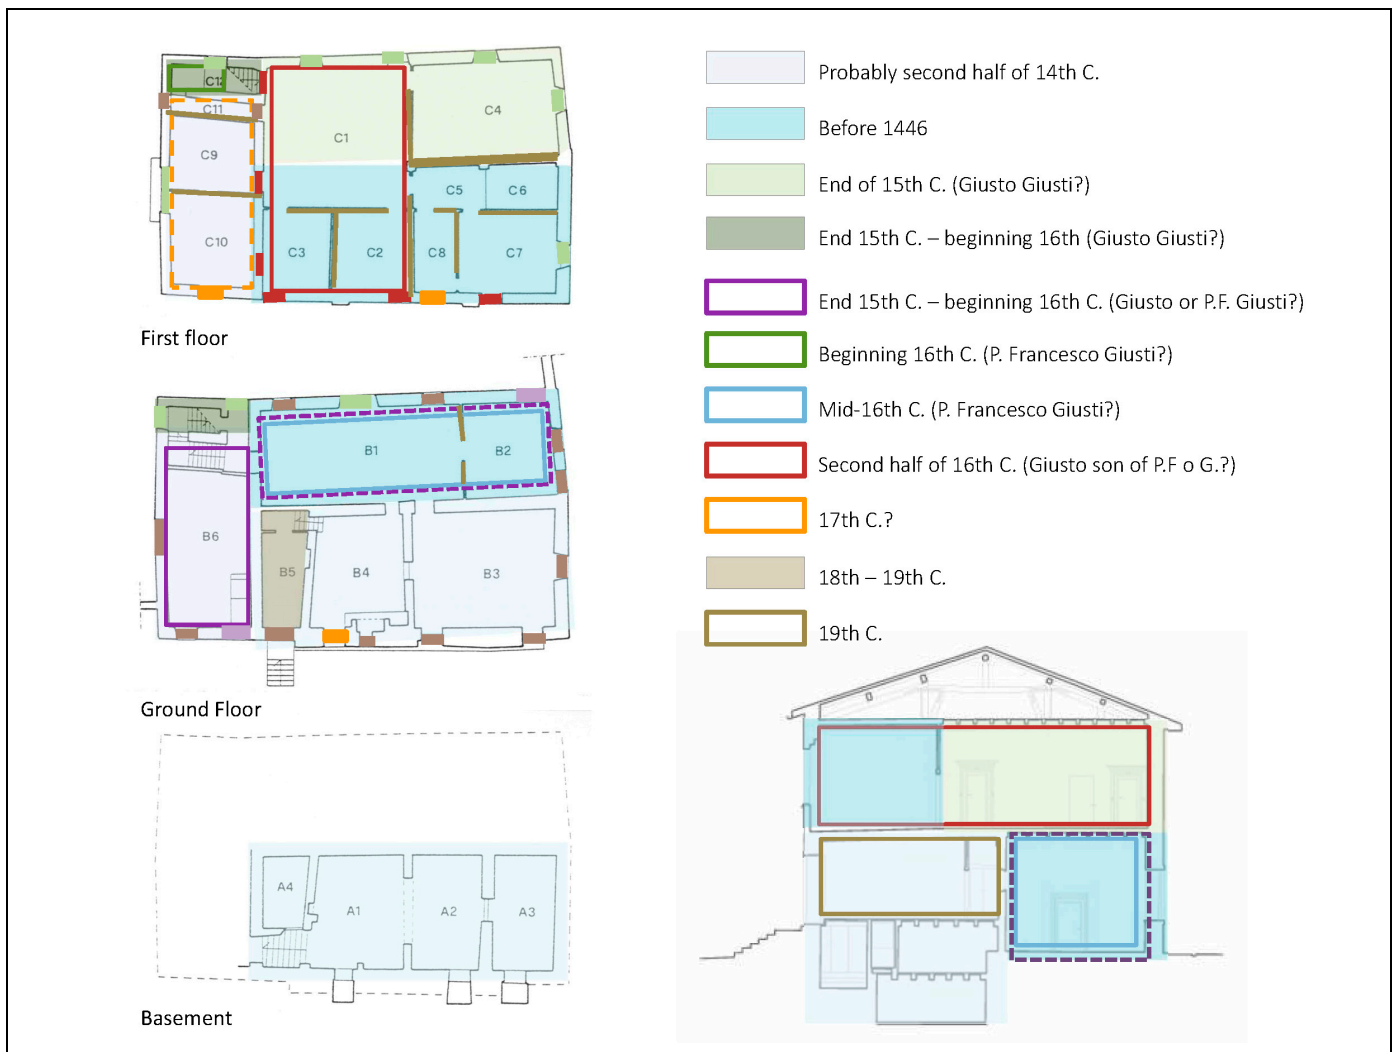 C12
C11
C9
C10
C1
C4
C5
C6
C3
C2
C8
C7
First floor
B1
B2
B6
B5
B4
B3
Ground Floor
A4
A1
A2
A3
Basement
Probably second half of 14th C.
Before 1446
End of 15th C. (Giusto Giusti?)
End 15th C. – beginning 16th (Giusto Giusti?)
End 15th C. – beginning 16th C. (Giusto or P.F. Giusti?)
Beginning 16th C. (P. Francesco Giusti?)
Mid-16th C. (P. Francesco Giusti?)
Second half of 16th C. (Giusto son of P.F o G.?)
17th C.?
18th – 19th C.
19th C.